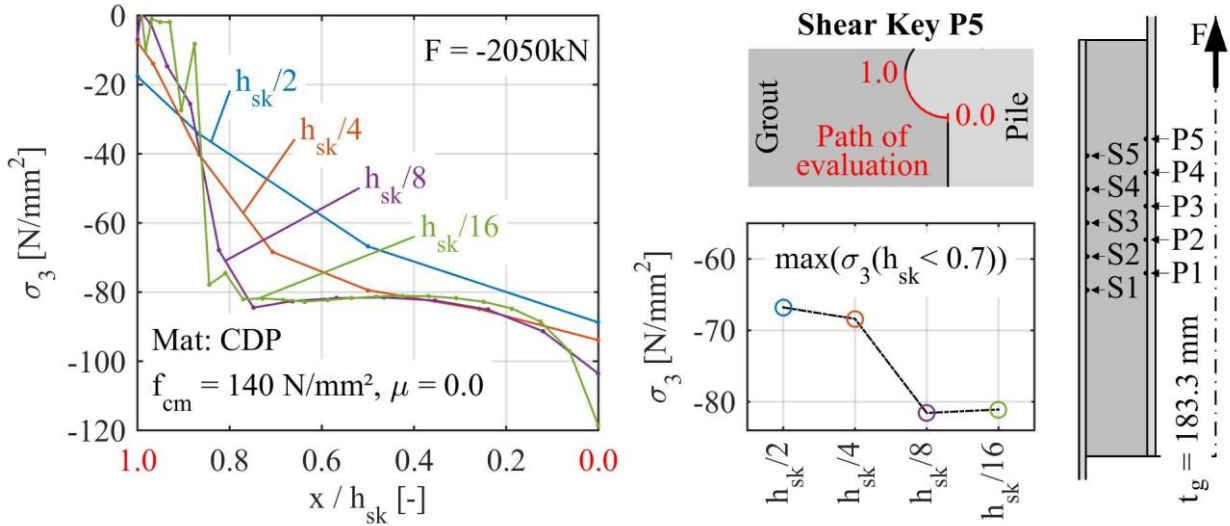 0
-20
-40
-60
-80
-100
-120
σ₃ [N/mm²]
F = -2050kN
h_sk/2
h_sk/4
h_sk/8
h_sk/16
Mat: CDP
f_cm = 140 N/mm², μ = 0.0
1.0 0.8 0.6 0.4 0.2 0.0
x / h_sk [-]
Shear Key P5
Grout
1.0
0.0
Path of
evaluation
Pile
-60
-70
-80
σ₃ [N/mm²]
max(σ₃(h_sk < 0.7))
h_sk/2
h_sk/4
h_sk/8
h_sk/16
F
P5
S5
P4
S4
P3
S3
P2
S2
P1
S1
t_g = 183.3 mm